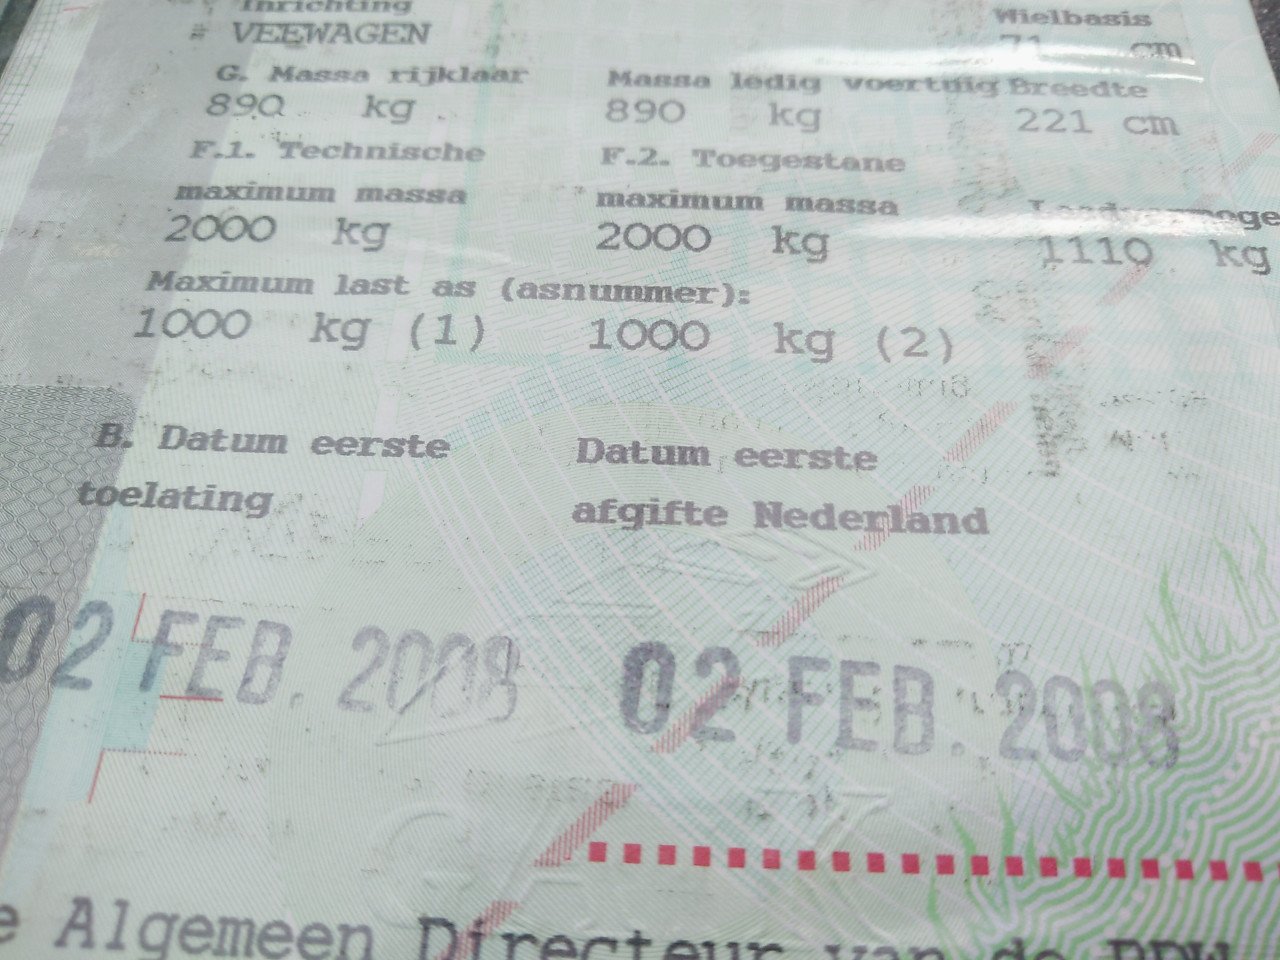 Inrichting Wielbasis
* VEEWAGEN 71 cm
G. Massa rijklaar Massa ledig voertuig Breedte
890 kg 890 kg 221 cm
F.1. Technische F.2. Toegestane
maximum massa maximum massa
2000 kg 2000 kg 1110 kg
Maximum last as (asnummer):
1000 kg (1) 1000 kg (2)
B. Datum eerste Datum eerste
toelating afgifte Nederland
02 FEB. 2008 02 FEB. 2008
e Algemeen Directeur van de RDW